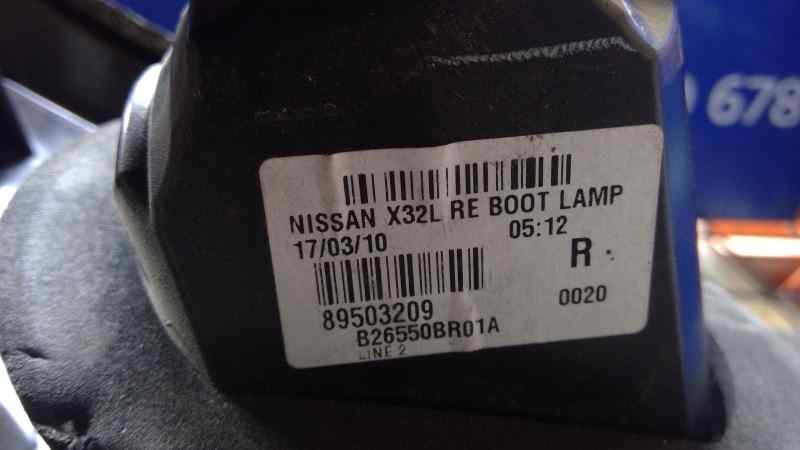 NISSAN X32L RE BOOT LAMP
17/03/10 05:12
R
89503209 0020
B26550BR01A
LINE 2
678